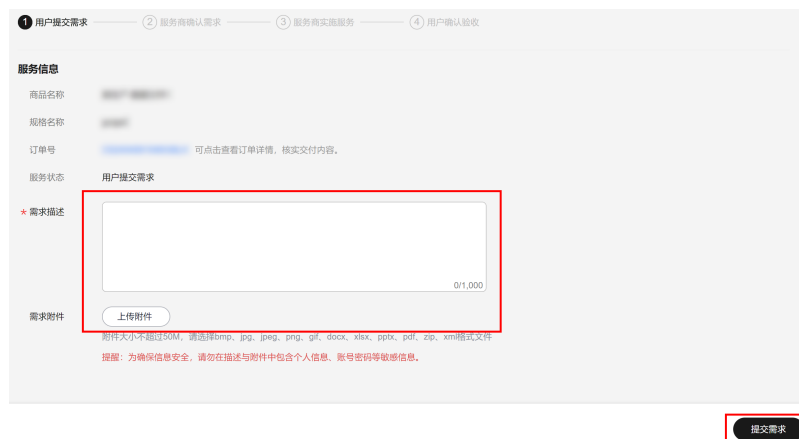 1 用户提交需求 2 服务商确认需求 3 服务商实施服务 4 用户确认验收
服务信息
商品名称
规格名称
订单号 可点击查看订单详情，核实交付内容。
服务状态 用户提交需求
* 需求描述
0/1,000
需求附件 上传附件
附件大小不超过50M，请选择bmp、jpg、jpeg、png、gif、docx、xlsx、pptx、pdf、zip、xml格式文件
提醒：为确保信息安全，请勿在描述与附件中包含个人信息、账号密码等敏感信息。
提交需求